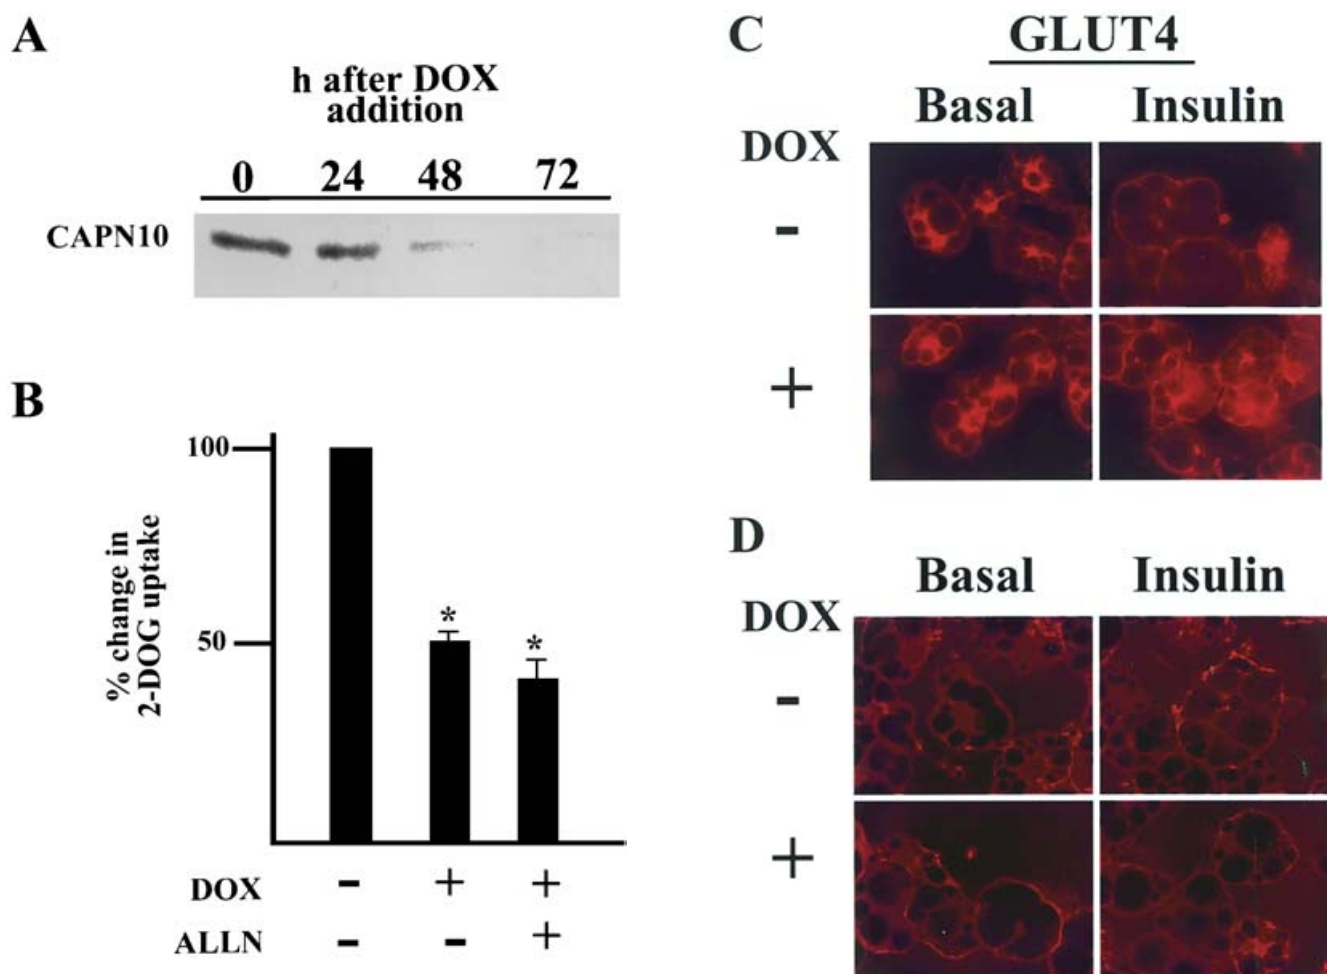 A
h after DOX
addition
0 24 48 72
CAPN10
B
100
50
% change in
2-DOG uptake
* *
DOX - + +
ALLN - - +
C
GLUT4
Basal Insulin
DOX
-
+
D
Basal Insulin
DOX
-
+